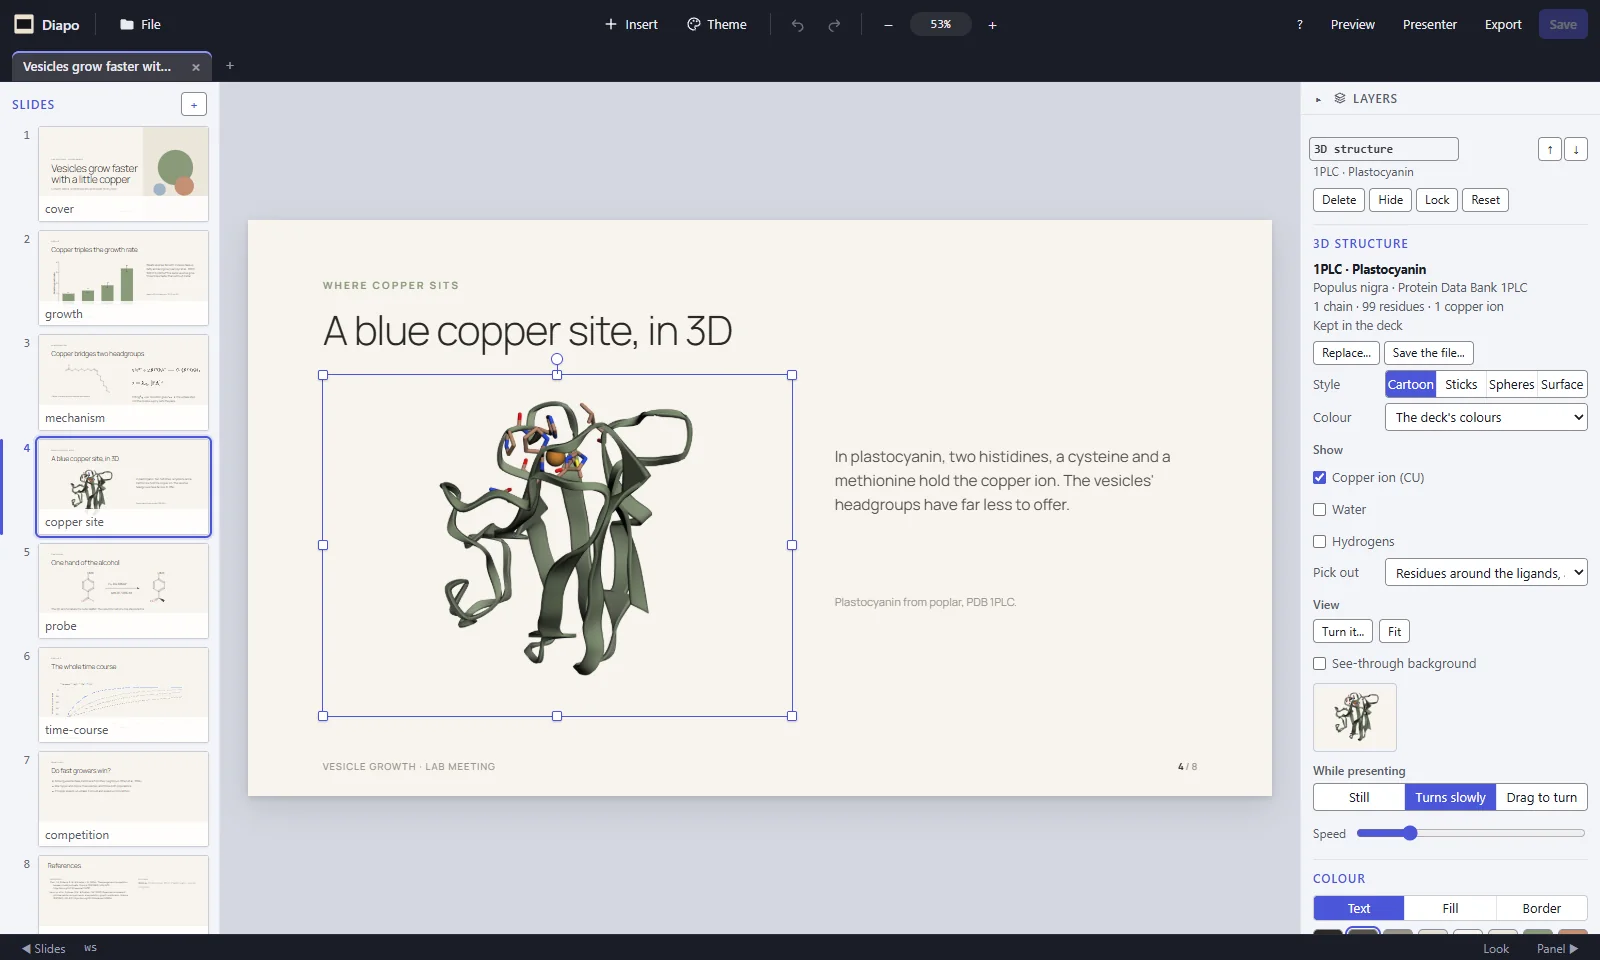 Diapo
File
Insert
Theme
53%
?
Preview
Presenter
Export
Save
Vesicles grow faster wit...
SLIDES
1
Vesicles grow faster
with a little copper
cover
2
Copper triples the growth rate
growth
3
Copper bridges two headgroups
mechanism
4
A blue copper site, in 3D
copper site
5
One hand of the alcohol
probe
6
The whole time course
time-course
7
Do fast growers win?
competition
8
References
WHERE COPPER SITS
A blue copper site, in 3D
In plastocyanin, two histidines, a cysteine and a
methionine hold the copper ion. The vesicles'
headgroups have far less to offer.
Plastocyanin from poplar, PDB 1PLC.
VESICLE GROWTH · LAB MEETING
4 / 8
LAYERS
3D structure
↑ ↓
1PLC · Plastocyanin
Delete Hide Lock Reset
3D STRUCTURE
1PLC · Plastocyanin
Populus nigra · Protein Data Bank 1PLC
1 chain · 99 residues · 1 copper ion
Kept in the deck
Replace... Save the file...
Style Cartoon Sticks Spheres Surface
Colour The deck's colours
Show
Copper ion (CU)
Water
Hydrogens
Pick out Residues around the ligands,
View
Turn it... Fit
See-through background
While presenting
Still Turns slowly Drag to turn
Speed
COLOUR
Text Fill Border
◀ Slides ws
Look Panel ▶